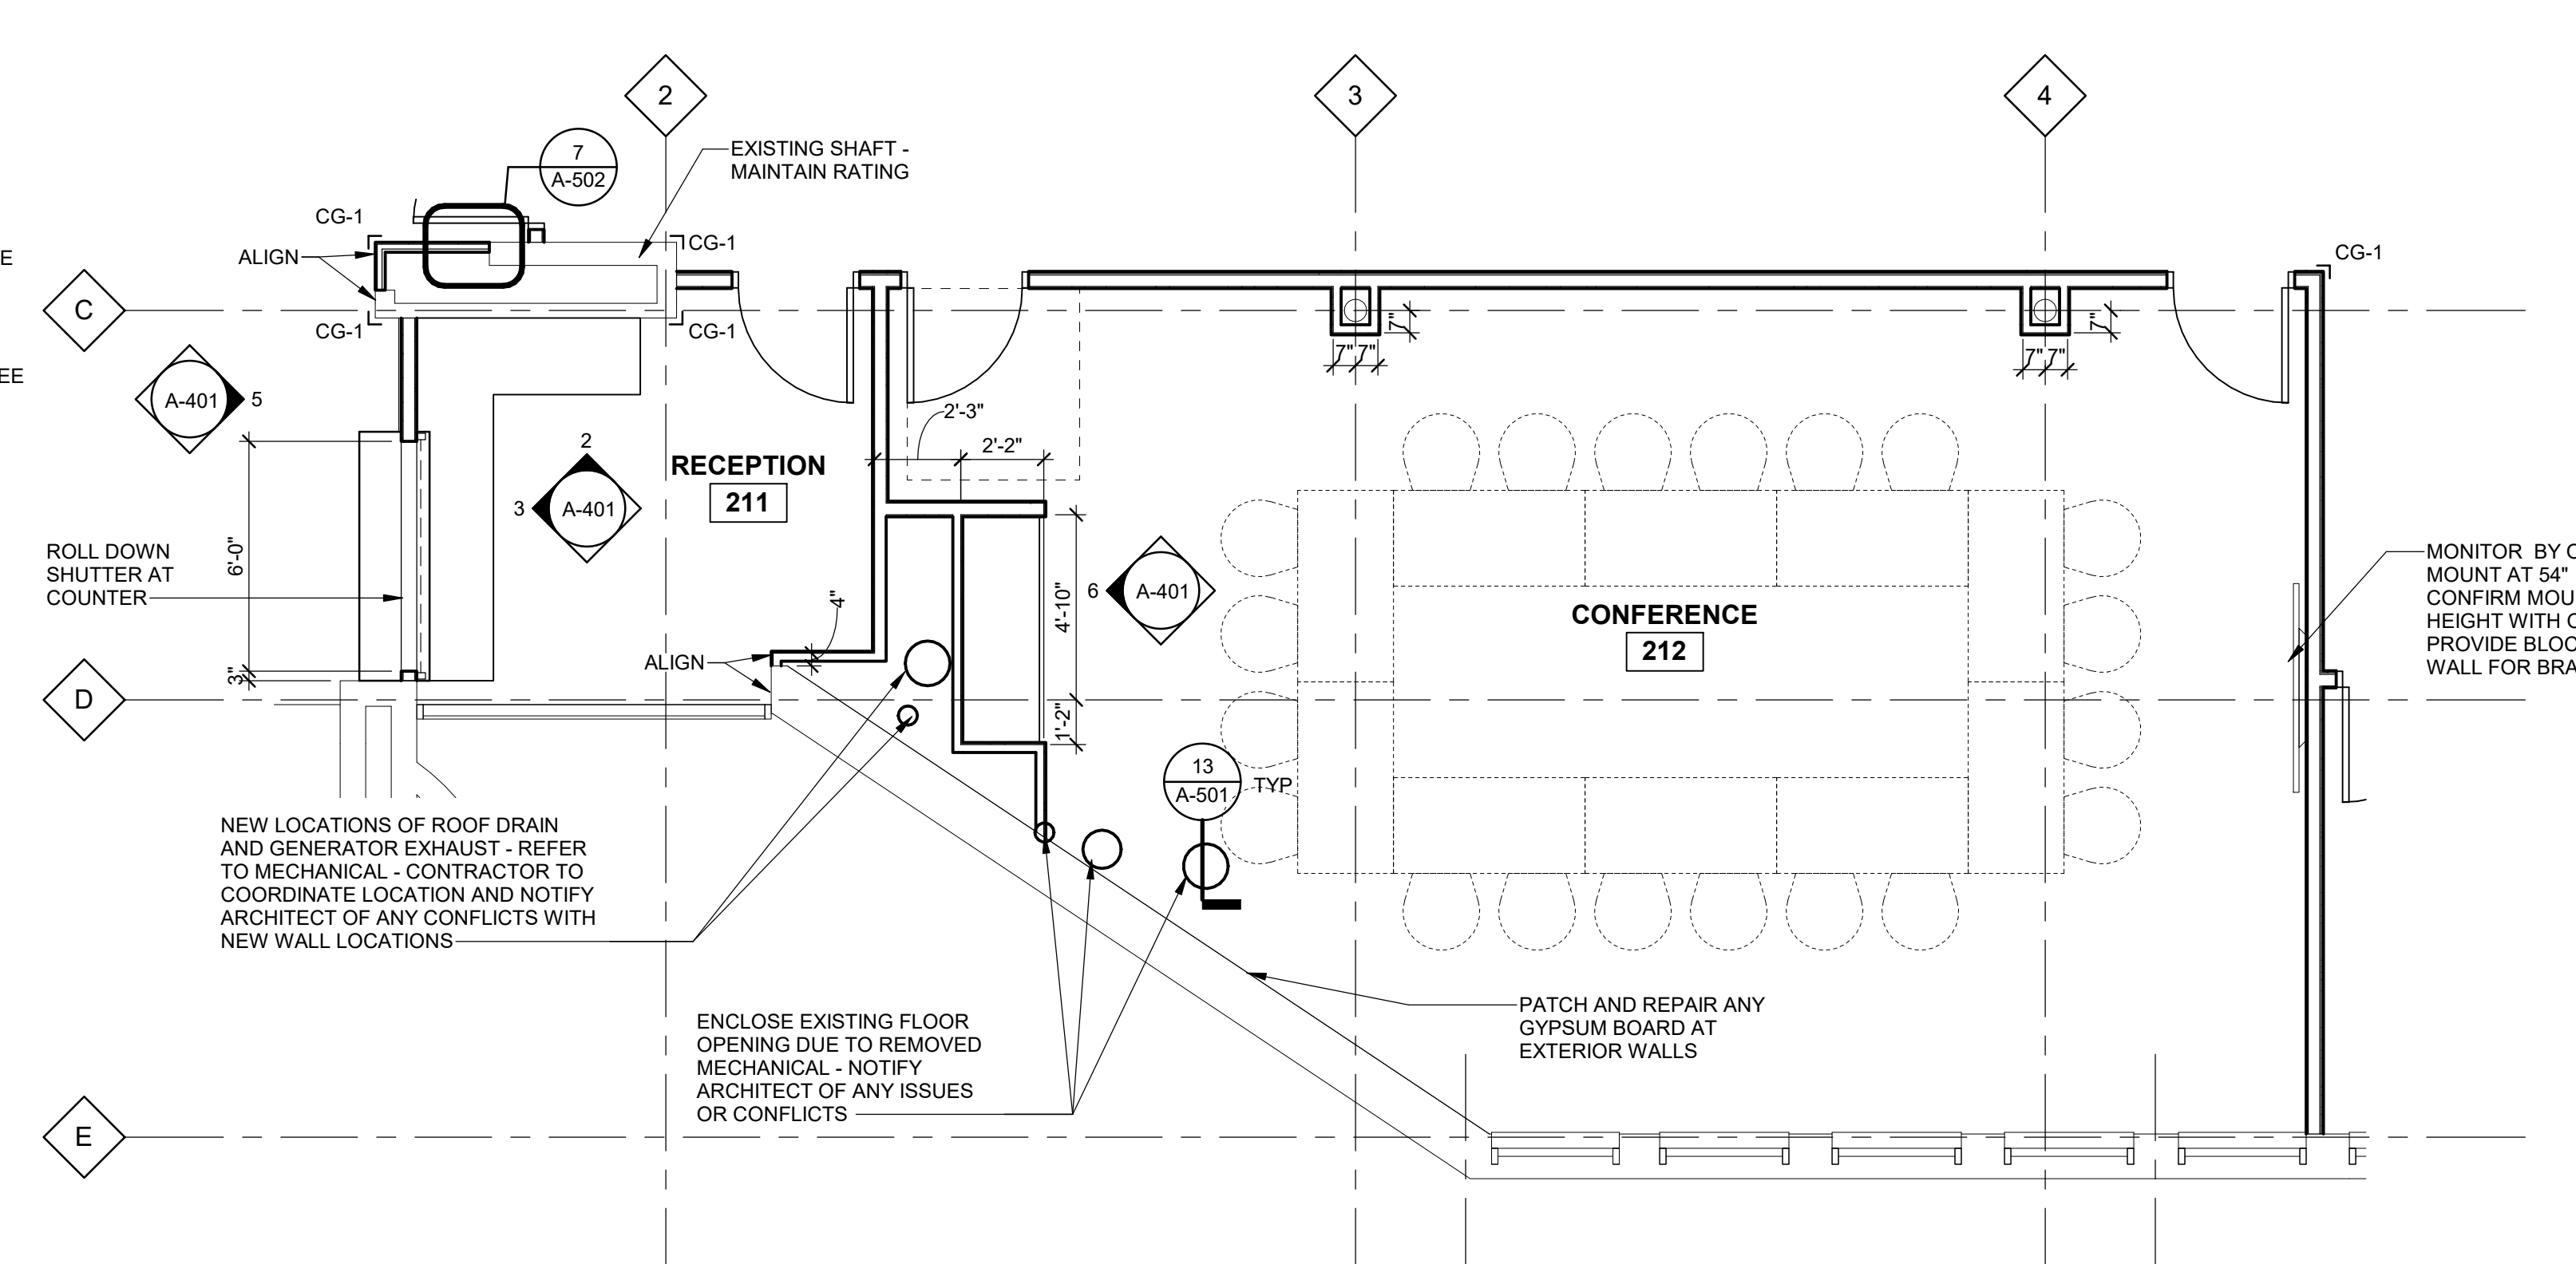 2
3
4
7
A-502
EXISTING SHAFT -
MAINTAIN RATING
CG-1
CG-1
CG-1
E
ALIGN
C
CG-1
CG-1
7"
7"
7" 7"
7" 7"
EE
A-401
5
2'-3"
2'-2"
2
3
A-401
RECEPTION
211
ROLL DOWN
SHUTTER AT
COUNTER
6'-0"
3"
4"
4'-10"
1'-2"
6
A-401
CONFERENCE
212
MONITOR BY
MOUNT AT 54"
CONFIRM MOU
HEIGHT WITH
PROVIDE BLOC
WALL FOR BRA
ALIGN
D
13
A-501
TYP
NEW LOCATIONS OF ROOF DRAIN
AND GENERATOR EXHAUST - REFER
TO MECHANICAL - CONTRACTOR TO
COORDINATE LOCATION AND NOTIFY
ARCHITECT OF ANY CONFLICTS WITH
NEW WALL LOCATIONS
ENCLOSE EXISTING FLOOR
OPENING DUE TO REMOVED
MECHANICAL - NOTIFY
ARCHITECT OF ANY ISSUES
OR CONFLICTS
PATCH AND REPAIR ANY
GYPSUM BOARD AT
EXTERIOR WALLS
E